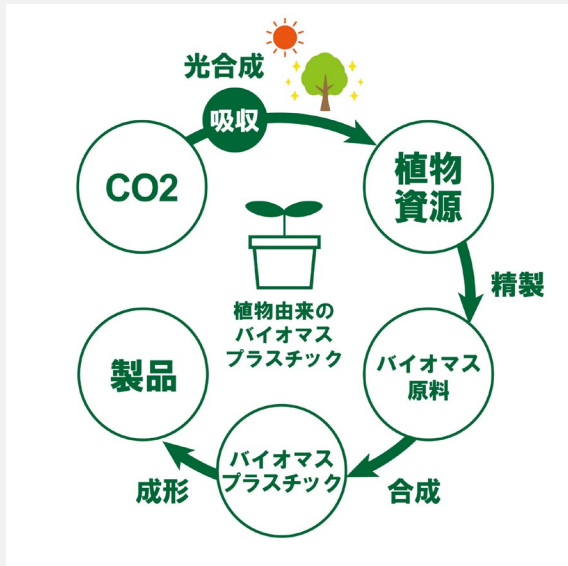 光合成
吸収
CO2
植物
資源
精製
植物由来の
バイオマス
プラスチック
バイオマス
原料
製品
合成
バイオマス
プラスチック
成形